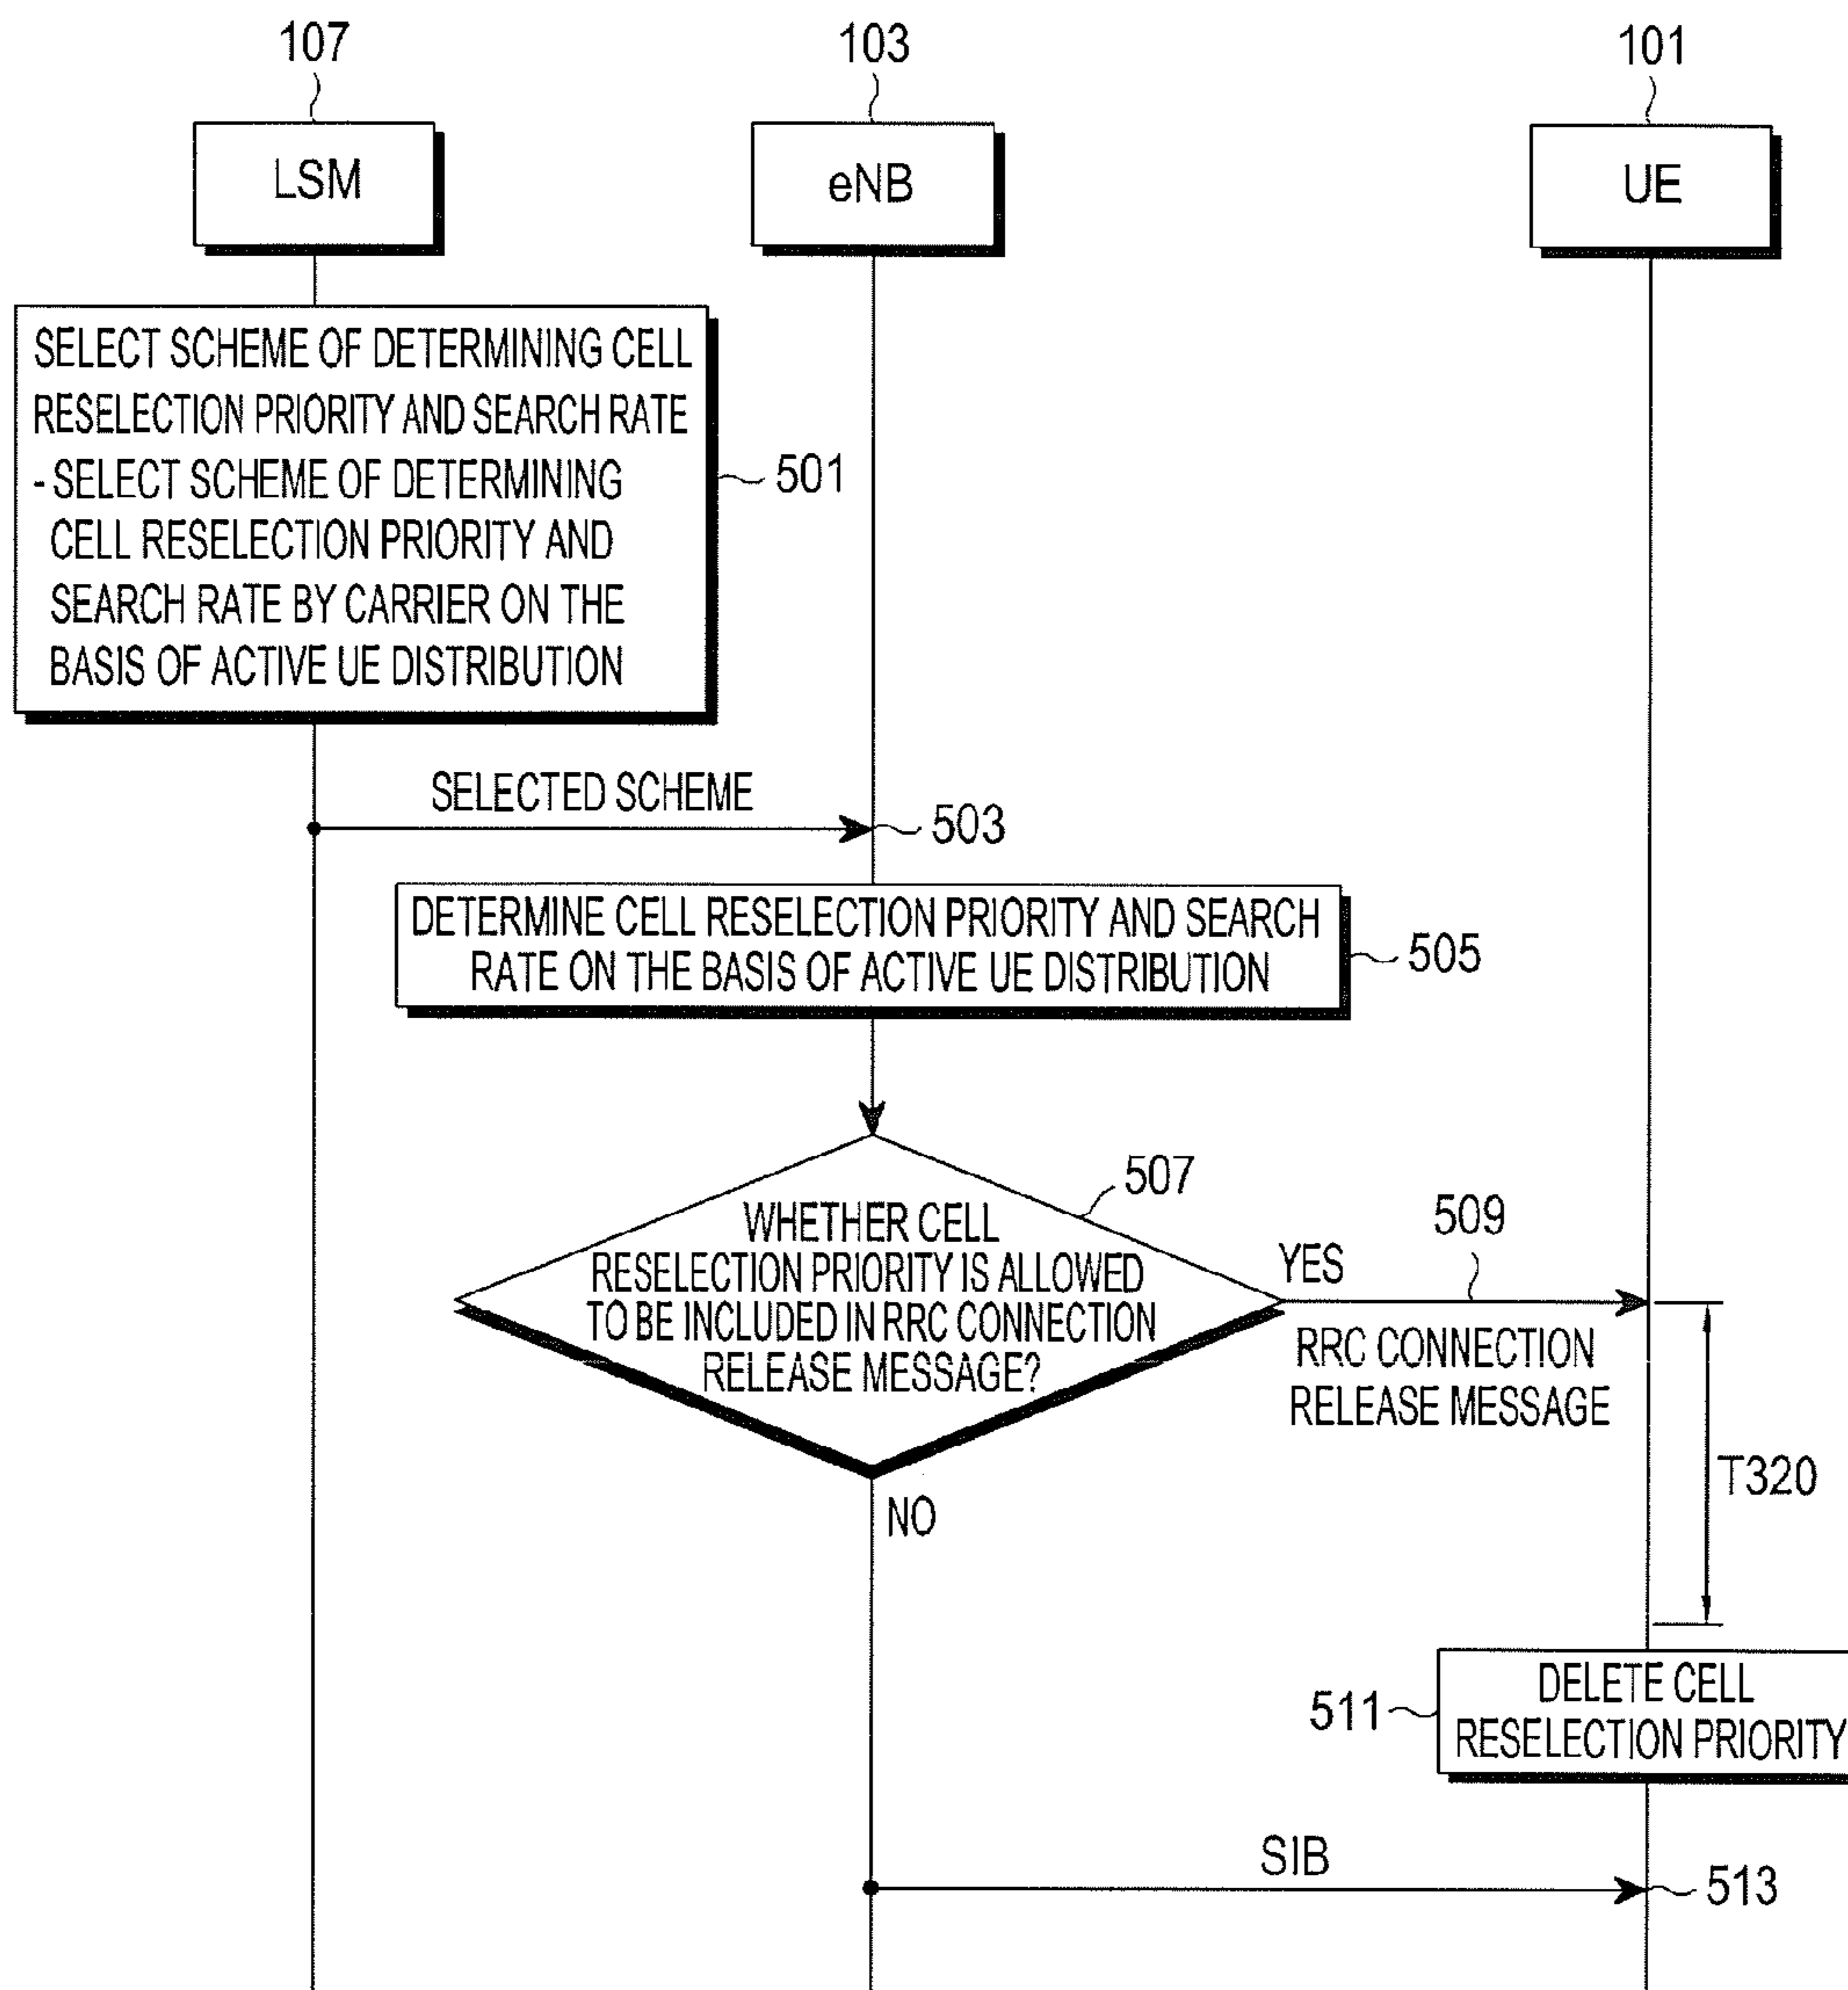 107
103
101
LSM
eNB
UE
SELECT SCHEME OF DETERMINING CELL
RESELECTION PRIORITY AND SEARCH RATE
- SELECT SCHEME OF DETERMINING
CELL RESELECTION PRIORITY AND
SEARCH RATE BY CARRIER ON THE
BASIS OF ACTIVE UE DISTRIBUTION
501
SELECTED SCHEME
503
DETERMINE CELL RESELECTION PRIORITY AND SEARCH
RATE ON THE BASIS OF ACTIVE UE DISTRIBUTION
505
507
WHETHER CELL
RESELECTION PRIORITY IS ALLOWED
TO BE INCLUDED IN RRC CONNECTION
RELEASE MESSAGE?
YES
509
RRC CONNECTION
RELEASE MESSAGE
T320
NO
511
DELETE CELL
RESELECTION PRIORITY
SIB
513